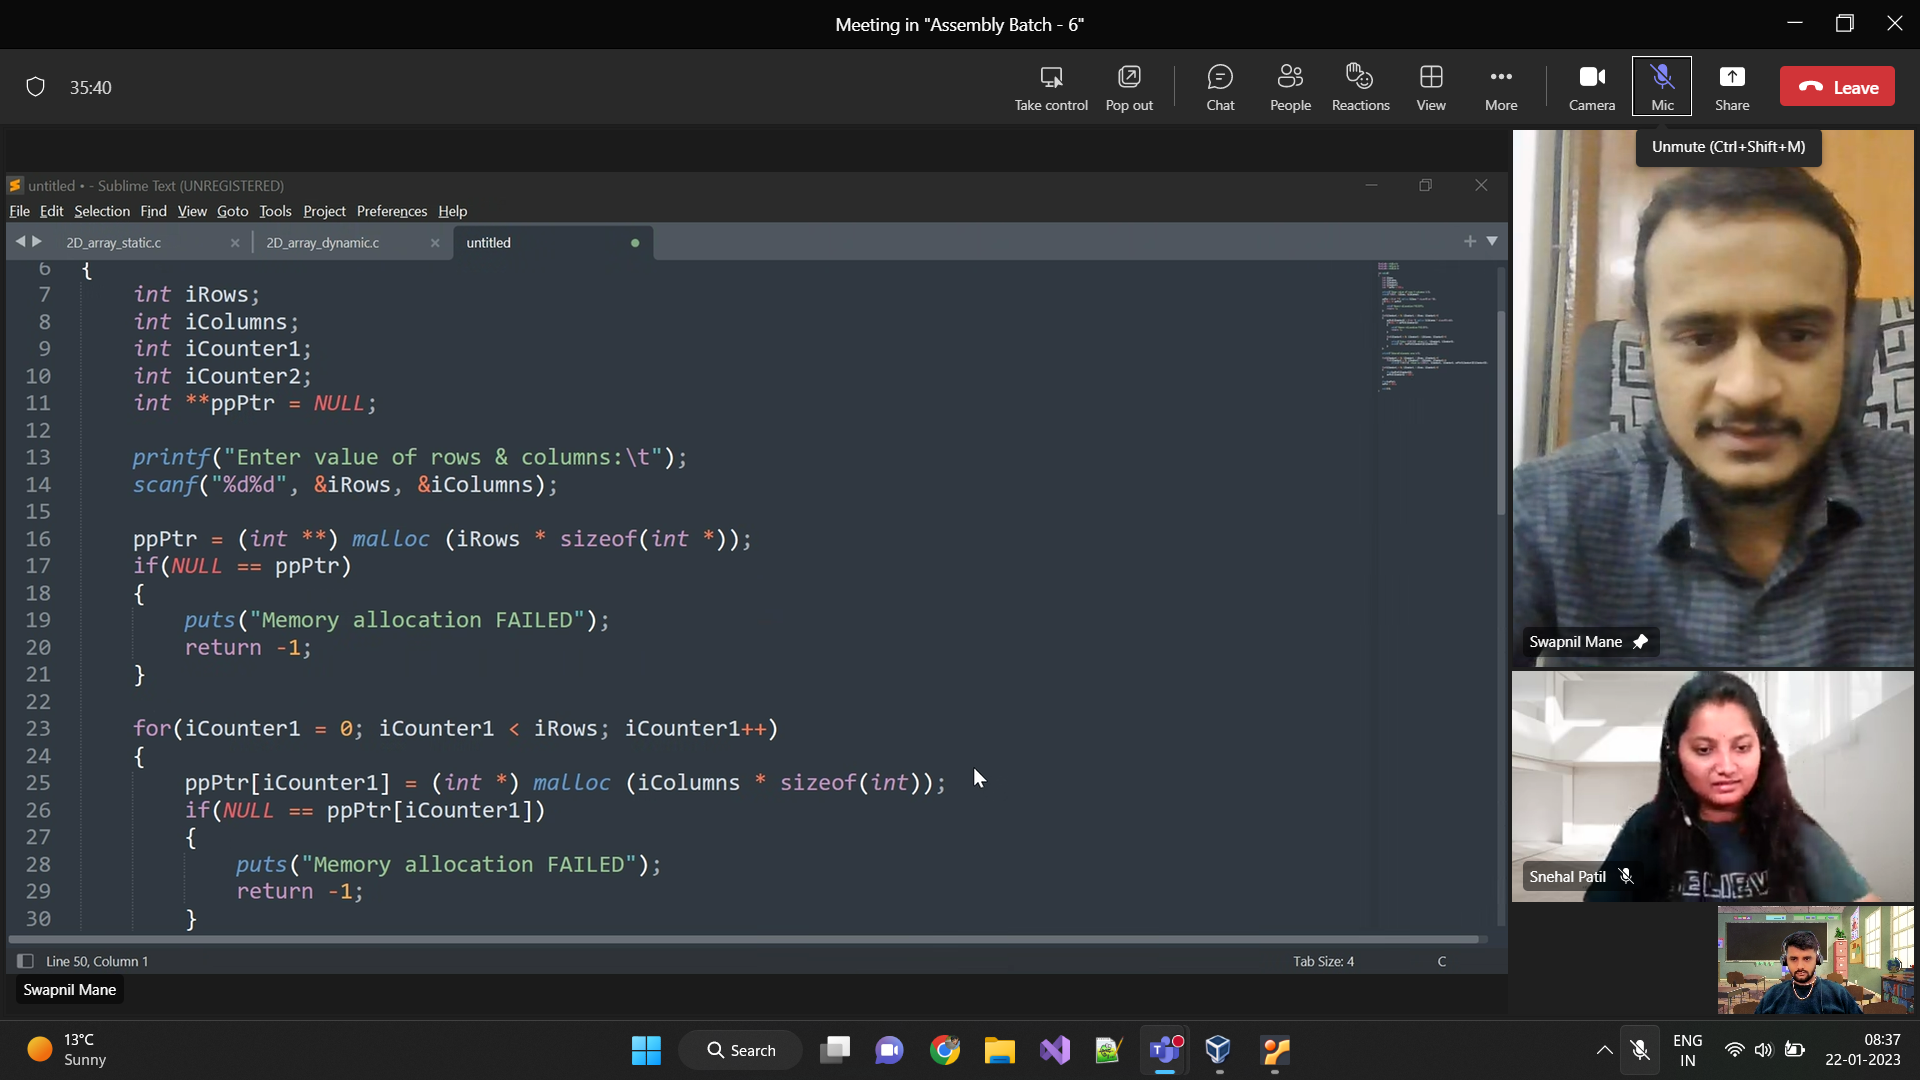 Meeting in "Assembly Batch - 6"
35:40
Take control
Pop out
Chat
People
Reactions
View
More
Camera
Mic
Share
Leave
Unmute (Ctrl+Shift+M)
untitled • - Sublime Text (UNREGISTERED)
File Edit Selection Find View Goto Tools Project Preferences Help
2D_array_static.c
2D_array_dynamic.c
untitled
6 {
7 int iRows;
8 int iColumns;
9 int iCounter1;
10 int iCounter2;
11 int **ppPtr = NULL;
12
13 printf("Enter value of rows & columns:\t");
14 scanf("%d%d", &iRows, &iColumns);
15
16 ppPtr = (int **) malloc (iRows * sizeof(int *));
17 if(NULL == ppPtr)
18 {
19 puts("Memory allocation FAILED");
20 return -1;
21 }
22
23 for(iCounter1 = 0; iCounter1 < iRows; iCounter1++)
24 {
25 ppPtr[iCounter1] = (int *) malloc (iColumns * sizeof(int));
26 if(NULL == ppPtr[iCounter1])
27 {
28 puts("Memory allocation FAILED");
29 return -1;
30 }
Line 50, Column 1
Tab Size: 4
C
Swapnil Mane
Swapnil Mane
Snehal Patil
13°C
Sunny
Search
ENG
IN
08:37
22-01-2023